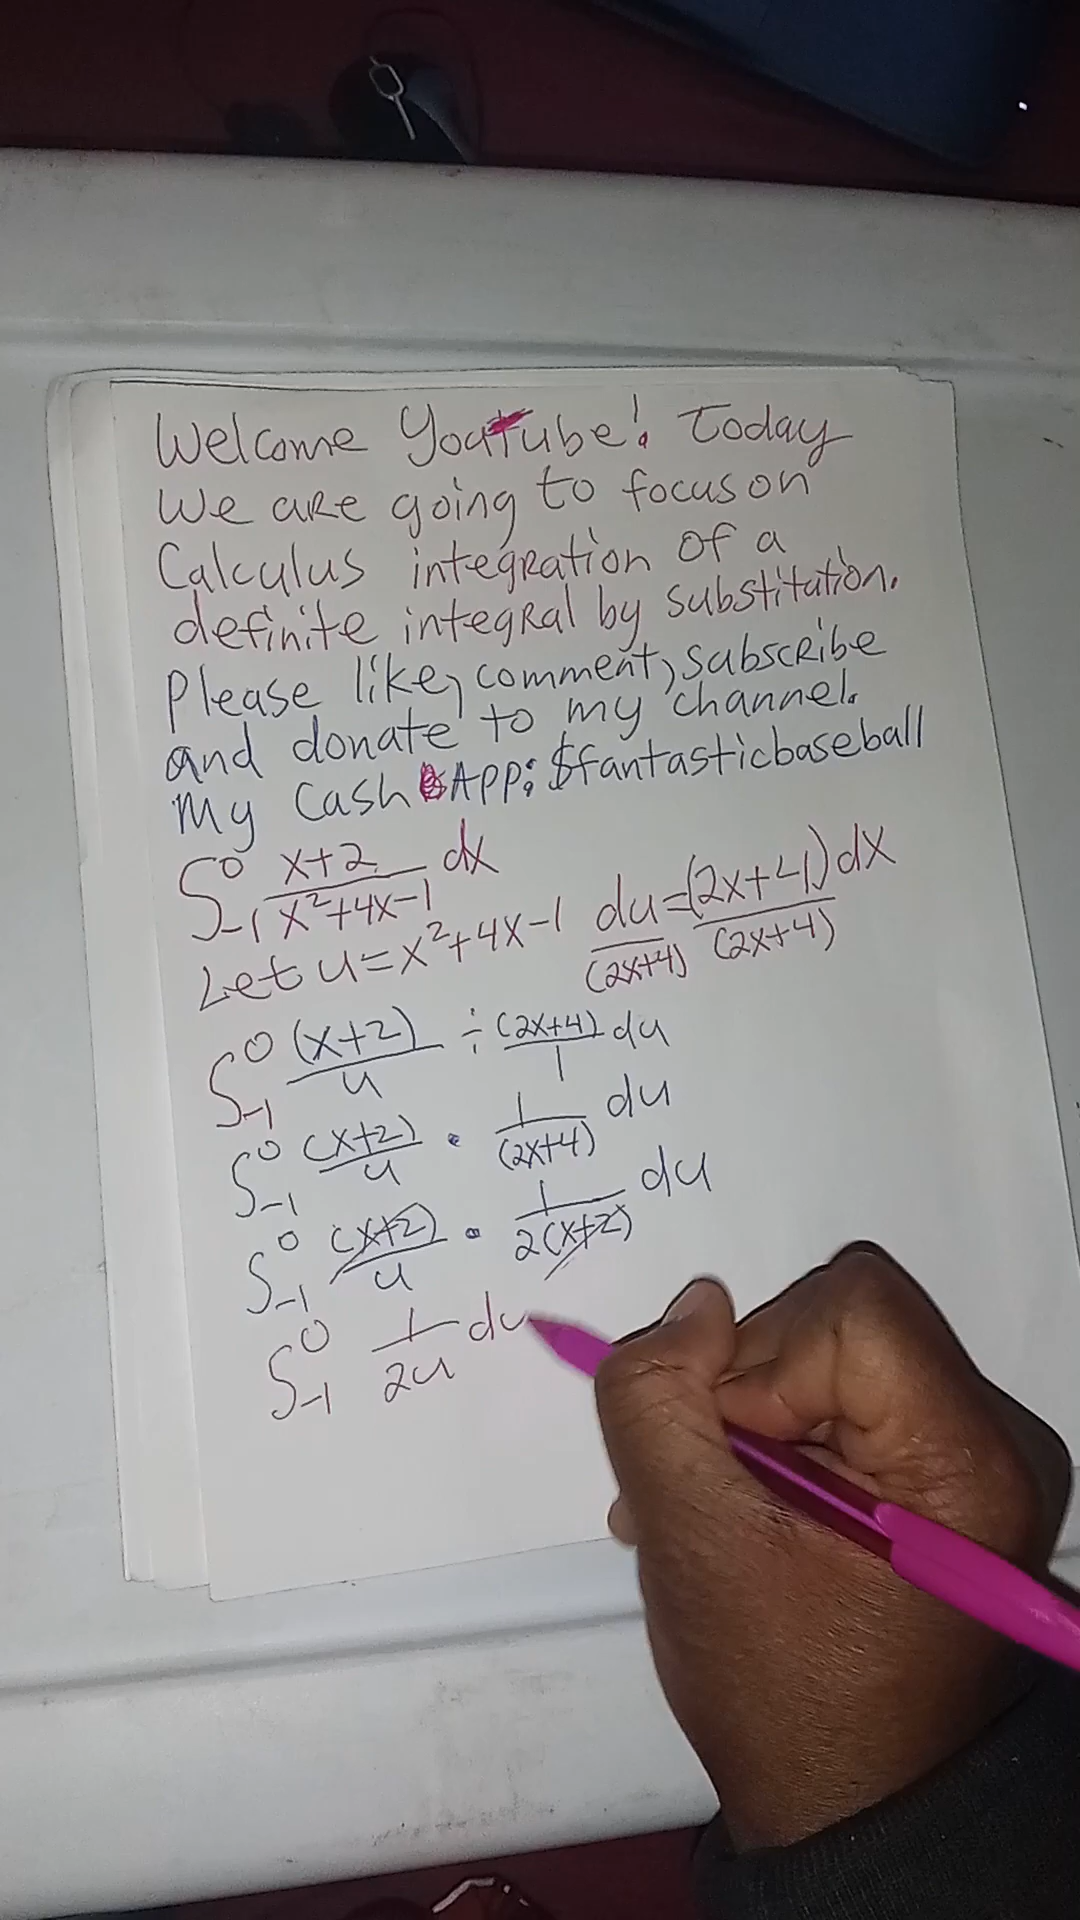 Welcome YouTube! Today
We are going to focus on
Calculus integration of a
definite integral by substitution.
Please like, comment, subscribe
and donate to my channel.
My Cash App: $fantasticbaseball
∫₋₁⁰ (x+2)/(x²+4x-1) dx
Let u=x²+4x-1 du/(2x+4)=(2x+4)dx/(2x+4)
∫₋₁⁰ (x+2)/u ÷ (2x+4)/1 du
∫₋₁⁰ (x+2)/u · 1/(2x+4) du
∫₋₁⁰ (x+2)/u · 1/2(x+2) du
∫₋₁⁰ 1/2u du